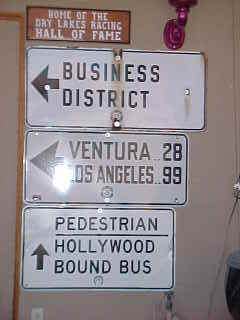 HOME OF THE
DRY LAKES RACING
HALL OF FAME
BUSINESS
DISTRICT
VENTURA..28
LOS ANGELES..99
PEDESTRIAN
HOLLYWOOD
BOUND BUS